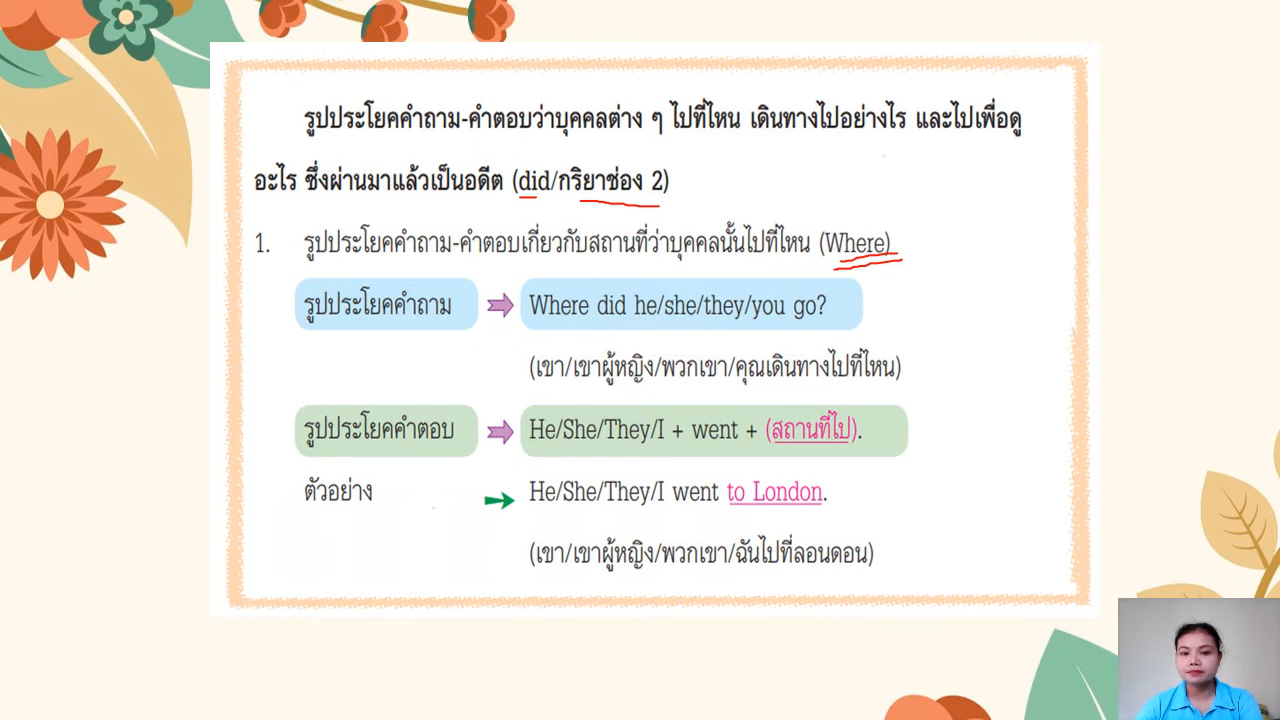 รูปประโยคคำถาม-คำตอบว่าบุคคลต่าง ๆ ไปที่ไหน เดินทางไปอย่างไร และไปเพื่อดู
อะไร ซึ่งผ่านมาแล้วเป็นอดีต (did/กริยาช่อง 2)
1. รูปประโยคคำถาม-คำตอบเกี่ยวกับสถานที่ว่าบุคคลนั้นไปที่ไหน (Where)
รูปประโยคคำถาม Where did he/she/they/you go?
(เขา/เขาผู้หญิง/พวกเขา/คุณเดินทางไปที่ไหน)
รูปประโยคคำตอบ He/She/They/I + went + (สถานที่ไป).
ตัวอย่าง He/She/They/I went to London.
(เขา/เขาผู้หญิง/พวกเขา/ฉันไปที่ลอนดอน)